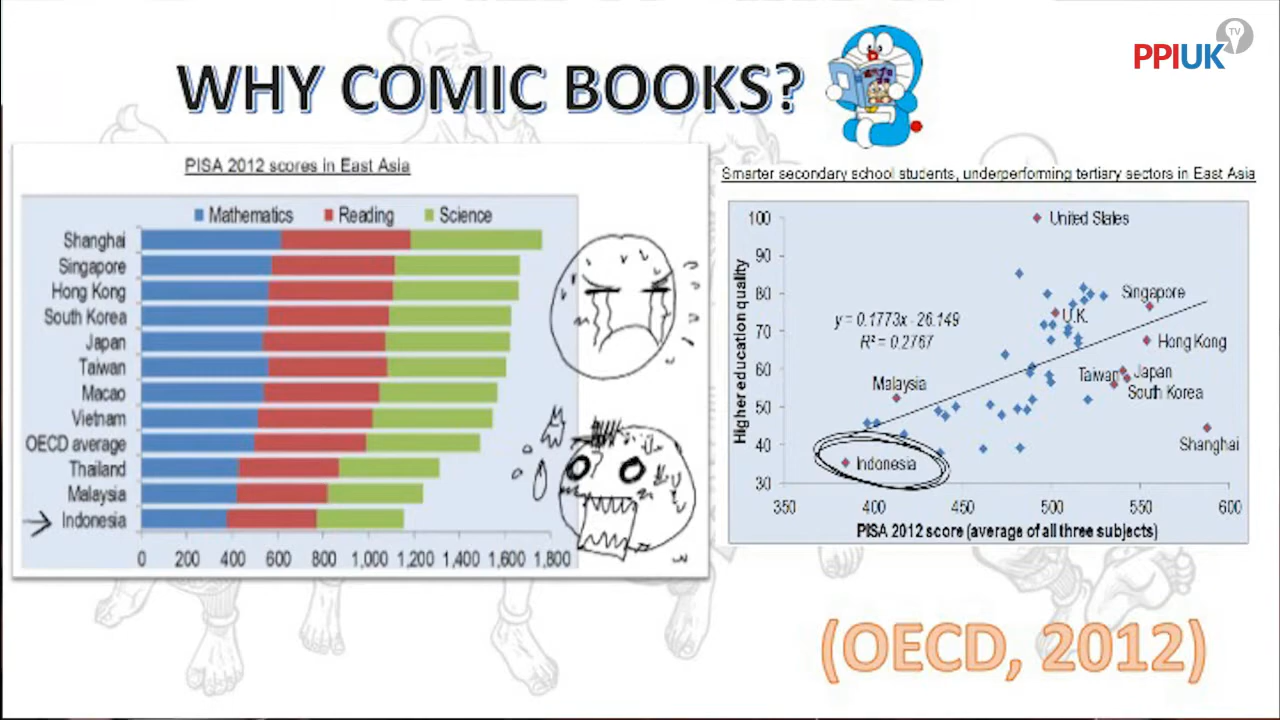 PPIUK TV
WHY COMIC BOOKS?
PISA 2012 scores in East Asia
Mathematics Reading Science
Shanghai
Singapore
Hong Kong
South Korea
Japan
Taiwan
Macao
Vietnam
OECD average
Thailand
Malaysia
Indonesia
0 200 400 600 800 1,000 1,200 1,400 1,600 1,800
Smarter secondary school students, underperforming tertiary sectors in East Asia
Higher education quality
100
90
80
70
60
50
40
30
United States
Singapore
U.K.
y = 0.1773x - 26.149
R² = 0.2767
Hong Kong
Taiwan Japan
South Korea
Malaysia
Shanghai
Indonesia
350 400 450 500 550 600
PISA 2012 score (average of all three subjects)
(OECD, 2012)